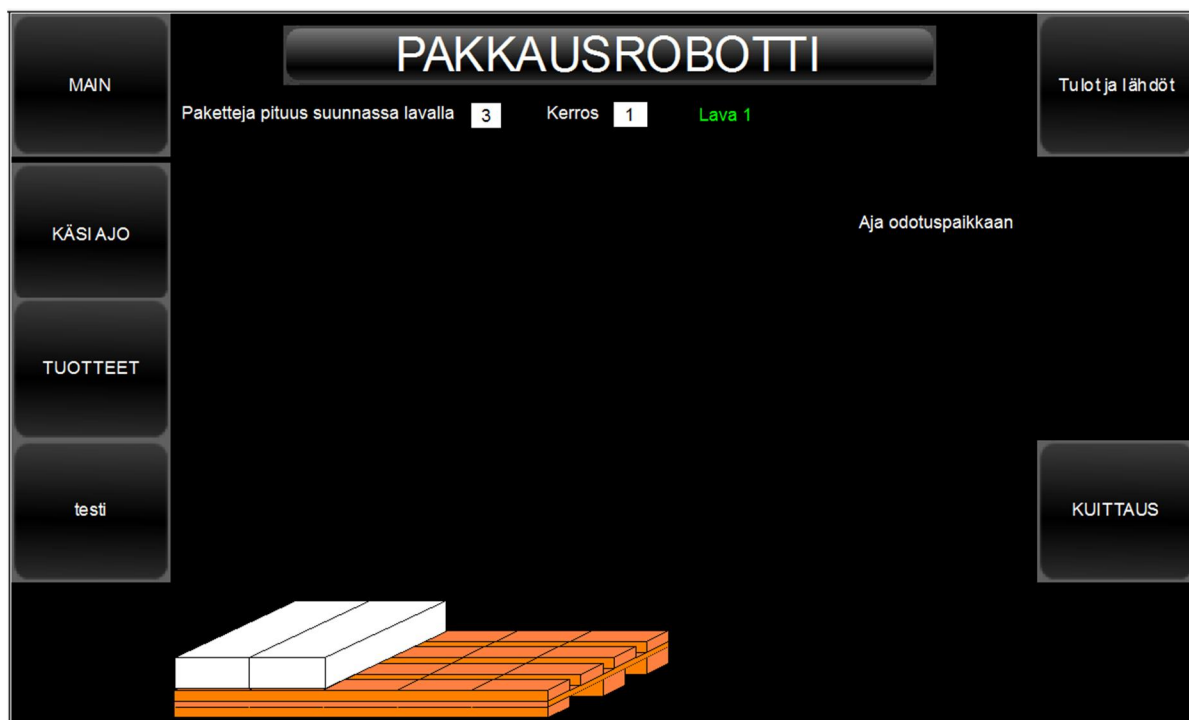 PAKKAUSROBOTTI
MAIN
Tulot ja lähdöt
Paketteja pituus suunnassa lavalla 3 Kerros 1 Lava 1
KÄSI AJO
Aja odotuspaikkaan
TUOTTEET
testi
KUITTAUS